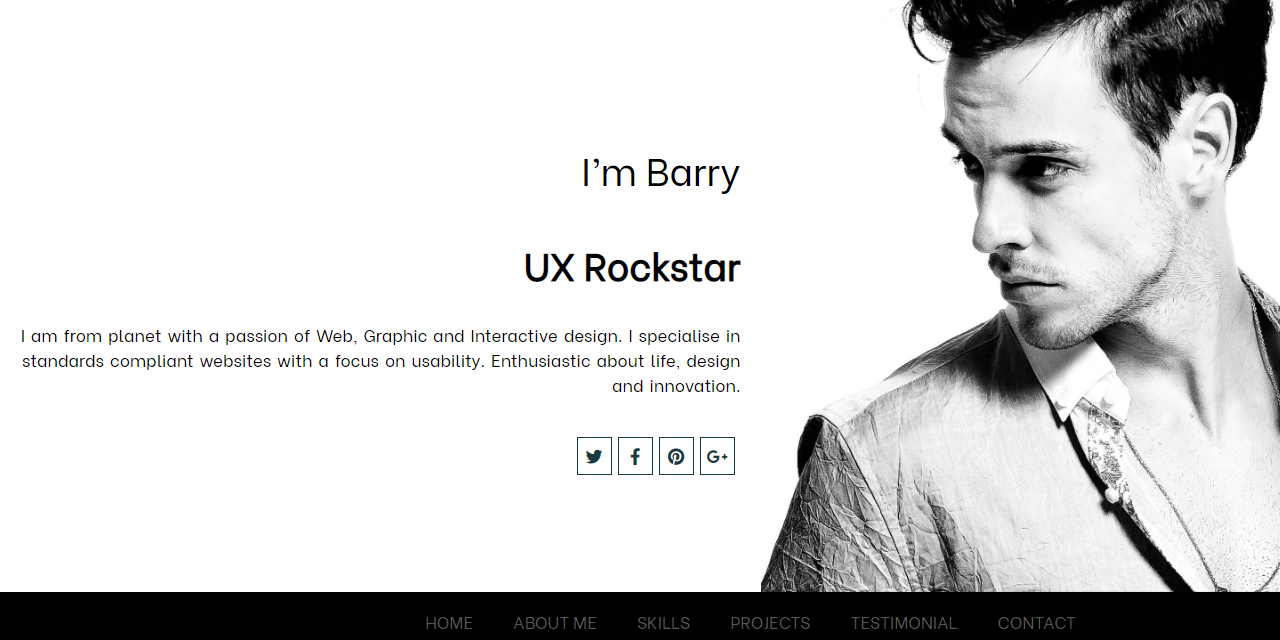 I'm Barry
UX Rockstar
I am from planet with a passion of Web, Graphic and Interactive design. I specialise in
standards compliant websites with a focus on usability. Enthusiastic about life, design
and innovation.
G+
HOME ABOUT ME SKILLS PROJECTS TESTIMONIAL CONTACT